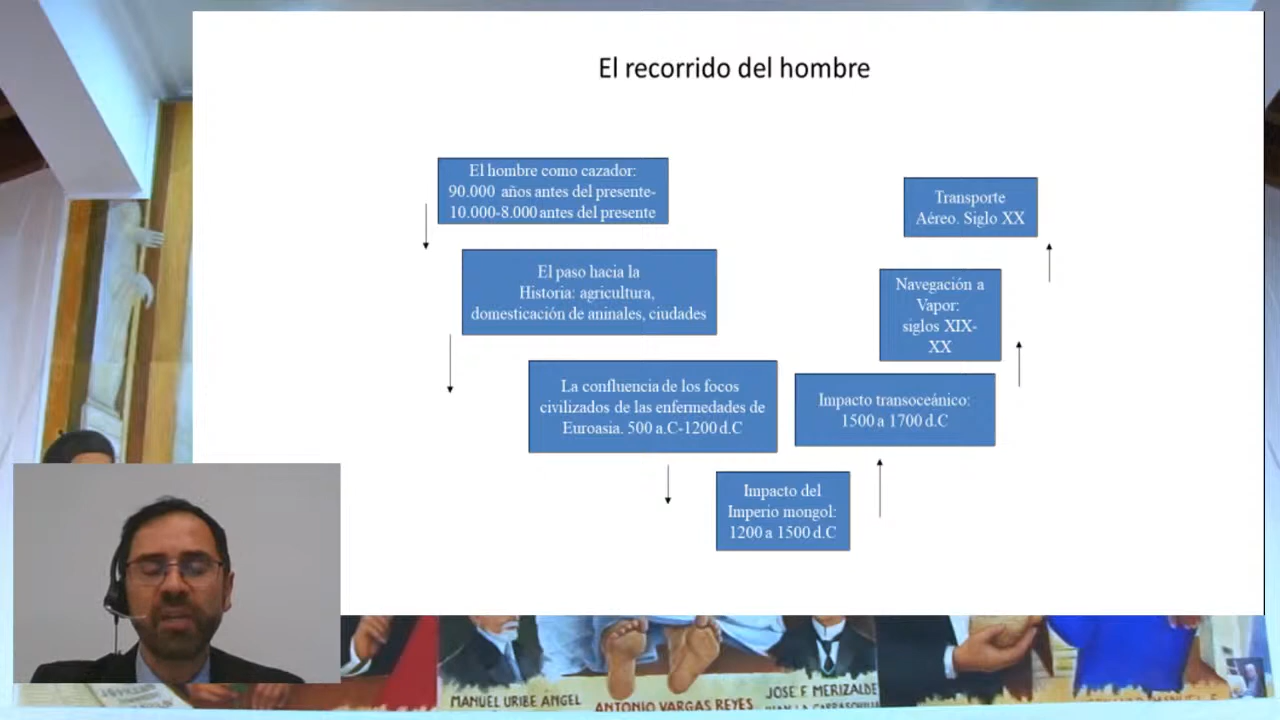 El recorrido del hombre
El hombre como cazador:
90.000 años antes del presente-
10.000-8.000 antes del presente
El paso hacia la
Historia: agricultura,
domesticación de aninales, ciudades
La confluencia de los focos
civilizados de las enfermedades de
Euroasia. 500 a.C-1200 d.C
Impacto del
Imperio mongol:
1200 a 1500 d.C
Impacto transoceánico:
1500 a 1700 d.C
Navegación a
Vapor:
siglos XIX-
XX
Transporte
Aéreo. Siglo XX
MANUEL URIBE ANGEL
ANTONIO VARGAS REYES
JOSE F. MERIZALDE